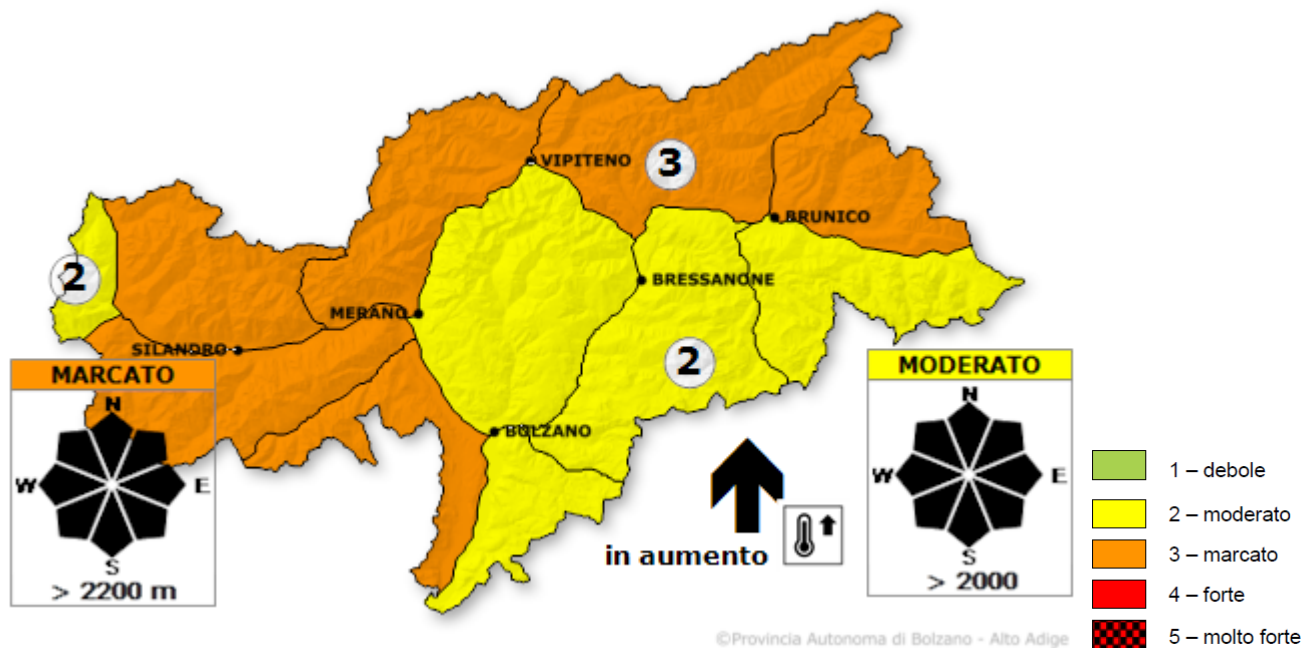 VIPITENO
3
BRUNICO
2
BRESSANONE
MERANO
SILANDRO
2
MARCATO
N
W E
S
> 2200 m
BOLZANO
in aumento
MODERATO
N
W E
S
> 2000
1 – debole
2 – moderato
3 – marcato
4 – forte
5 – molto forte
©Provincia Autonoma di Bolzano - Alto Adige